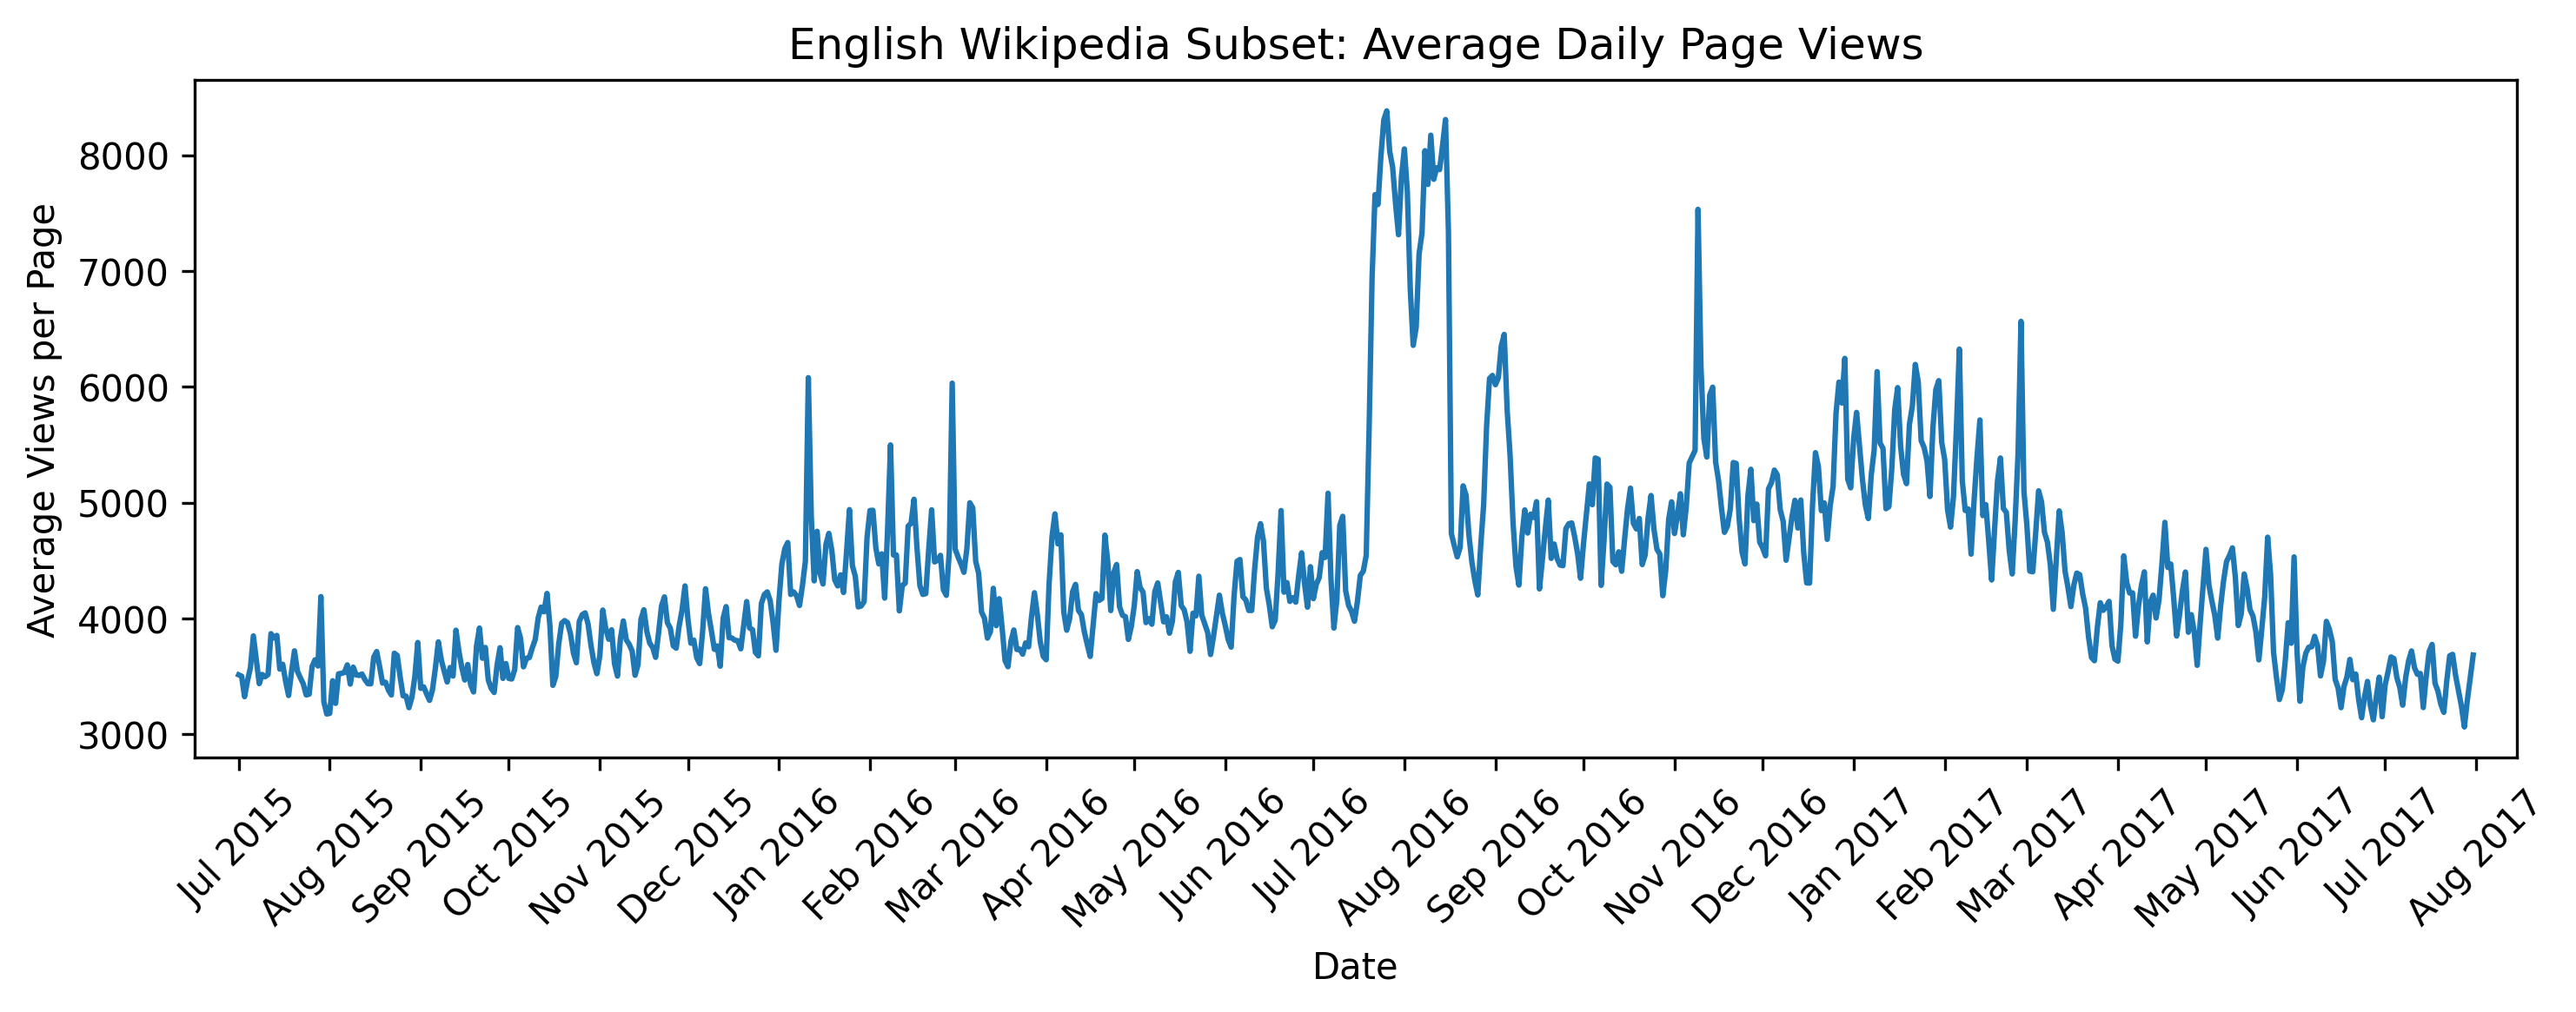 English Wikipedia Subset: Average Daily Page Views
Average Views per Page
8000
7000
6000
5000
4000
3000
Jul 2015
Aug 2015
Sep 2015
Oct 2015
Nov 2015
Dec 2015
Jan 2016
Feb 2016
Mar 2016
Apr 2016
May 2016
Jun 2016
Jul 2016
Aug 2016
Sep 2016
Oct 2016
Nov 2016
Dec 2016
Jan 2017
Feb 2017
Mar 2017
Apr 2017
May 2017
Jun 2017
Jul 2017
Aug 2017
Date